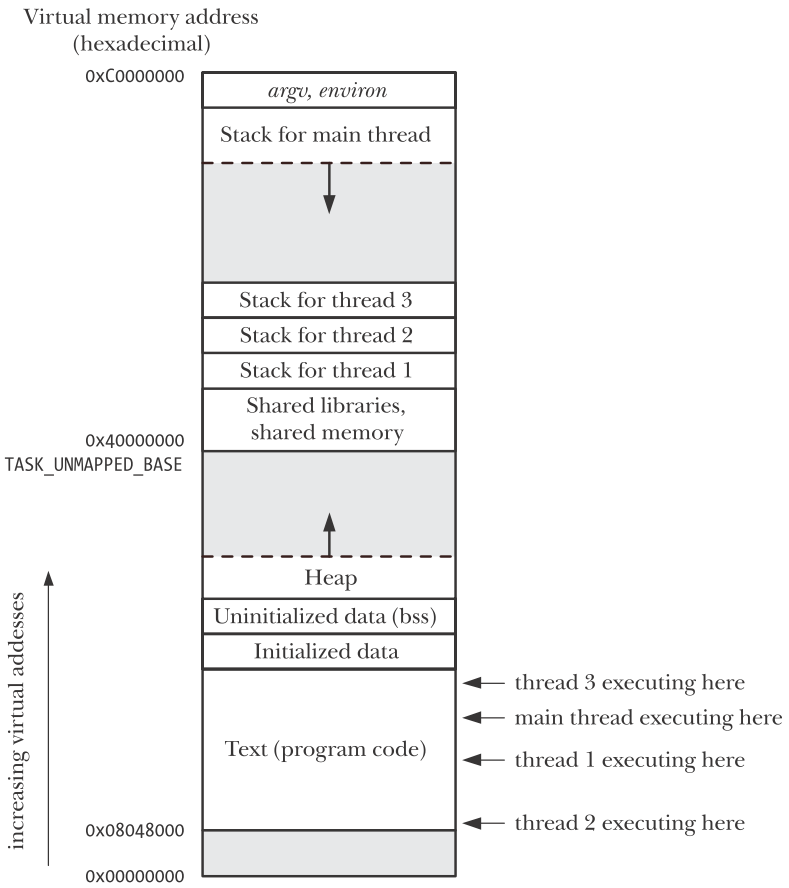 Virtual memory address
(hexadecimal)
0xC0000000
argv, environ
Stack for main thread
Stack for thread 3
Stack for thread 2
Stack for thread 1
Shared libraries,
shared memory
0x40000000
TASK_UNMAPPED_BASE
Heap
Uninitialized data (bss)
Initialized data
thread 3 executing here
main thread executing here
Text (program code)
thread 1 executing here
thread 2 executing here
0x08048000
0x00000000
increasing virtual addesses